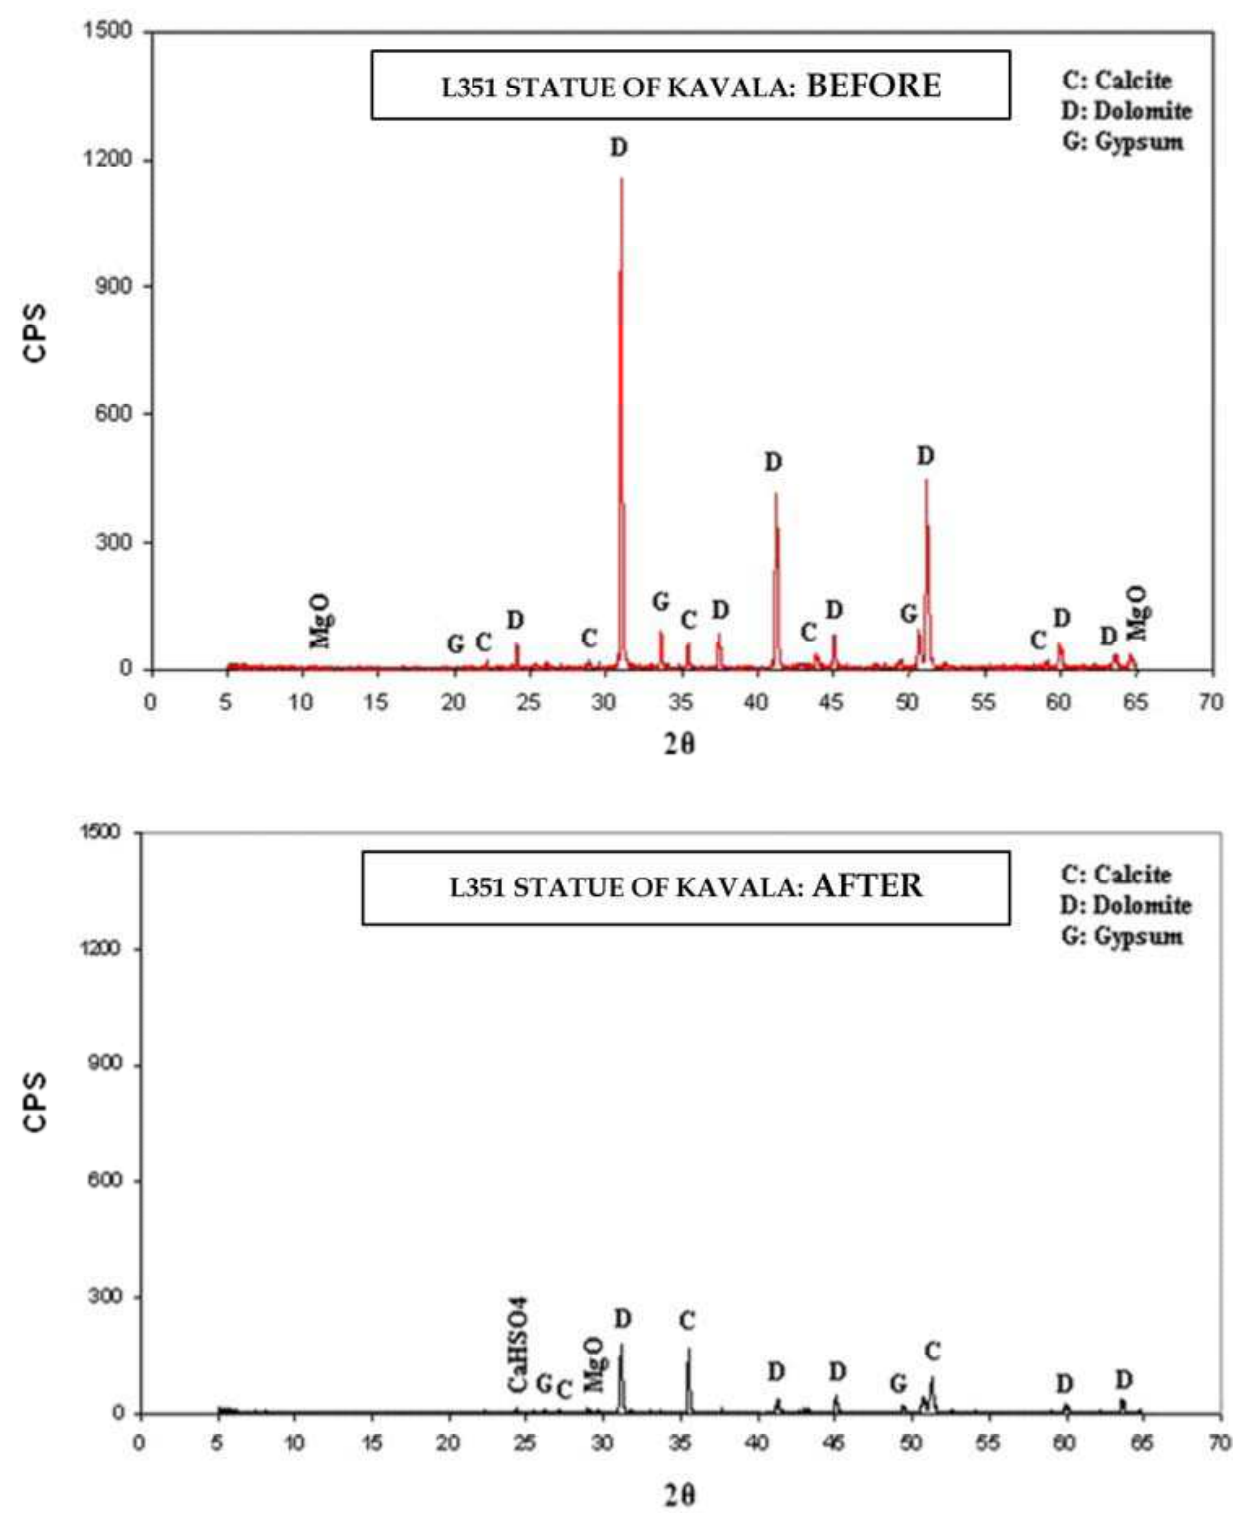 1500
L351 STATUE OF KAVALA: BEFORE
C: Calcite
D: Dolomite
G: Gypsum
1200
D
900
CPS
600
D
D
300
MgO
G
C
D
C
G
C
D
C
D
G
C
D
D
MgO
0
0 5 10 15 20 25 30 35 40 45 50 55 60 65 70
2θ
1500
L351 STATUE OF KAVALA: AFTER
C: Calcite
D: Dolomite
G: Gypsum
1200
900
CPS
600
300
CaHSO4
G
C
MgO
D
C
D
D
G
C
D
D
0
0 5 10 15 20 25 30 35 40 45 50 55 60 65 70
2θ